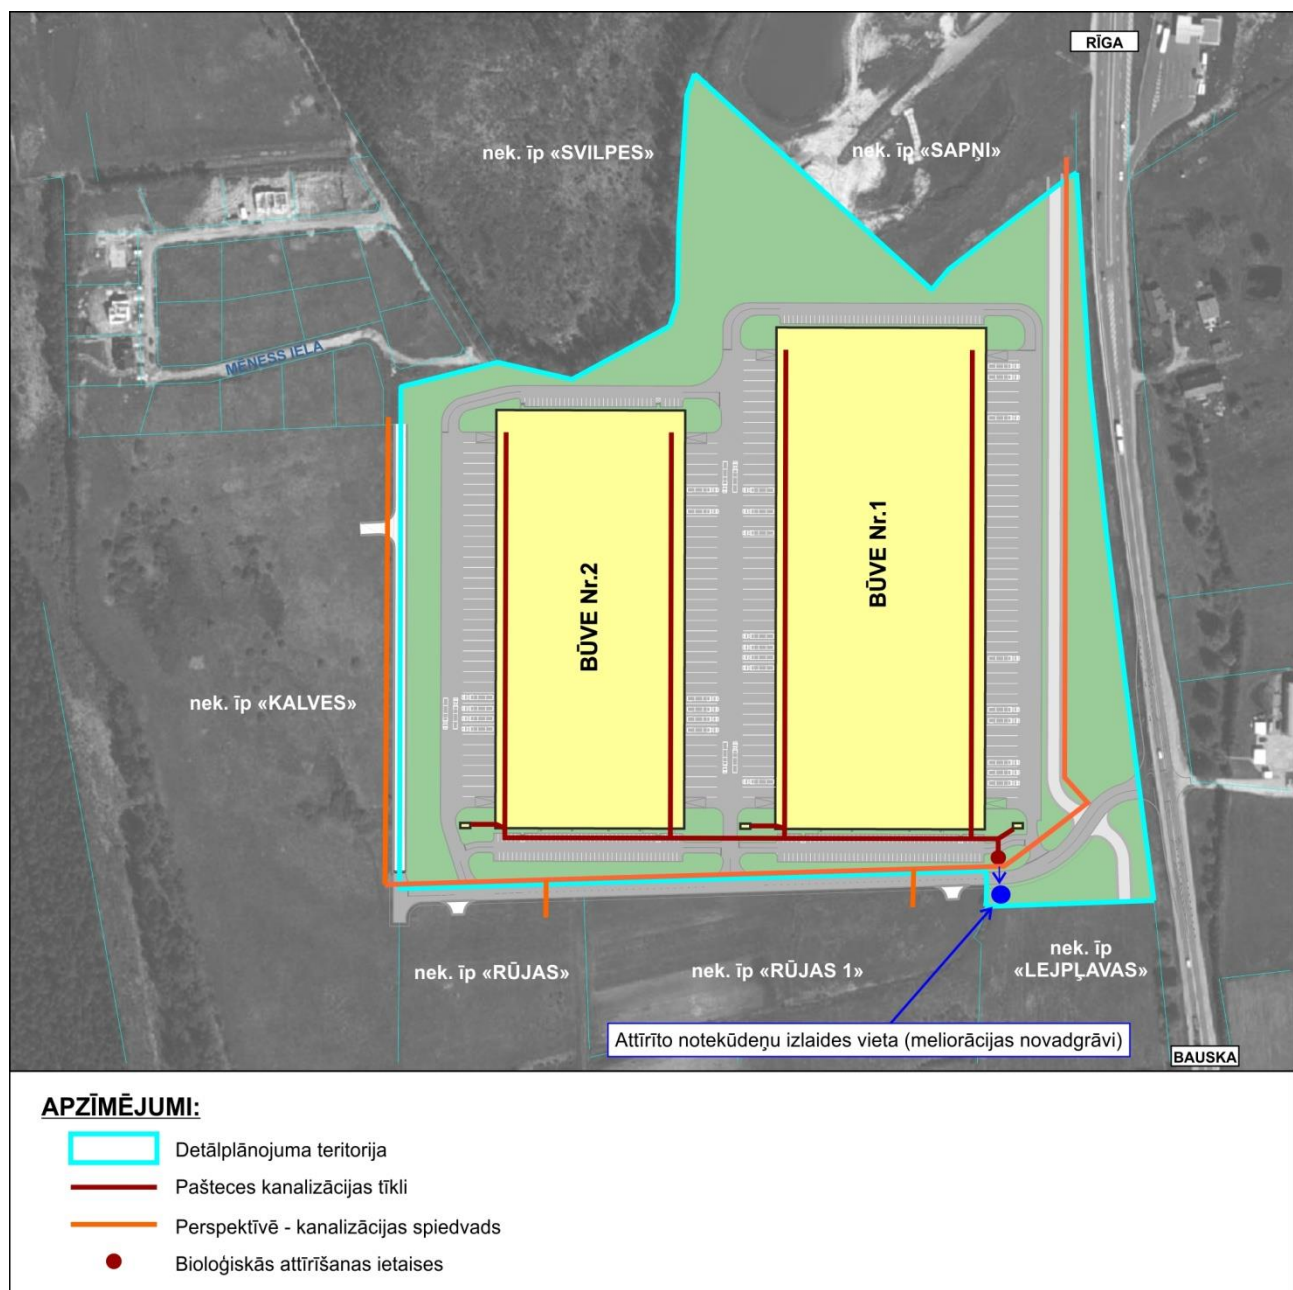 RĪGA
nek. īp «SVILPES»
nek. īp «SAPŅI»
MĒNESS IELA
BŪVE Nr.1
BŪVE Nr.2
nek. īp «KALVES»
nek. īp «RŪJAS»
nek. īp «RŪJAS 1»
nek. īp
«LEJPĻAVAS»
Attīrīto notekūdeņu izlaides vieta (meliorācijas novadgrāvi)
BAUSKA
APZĪMĒJUMI:
Detālplānojuma teritorija
Pašteces kanalizācijas tīkli
Perspektīvē - kanalizācijas spiedvads
Bioloģiskās attīrīšanas ietaises